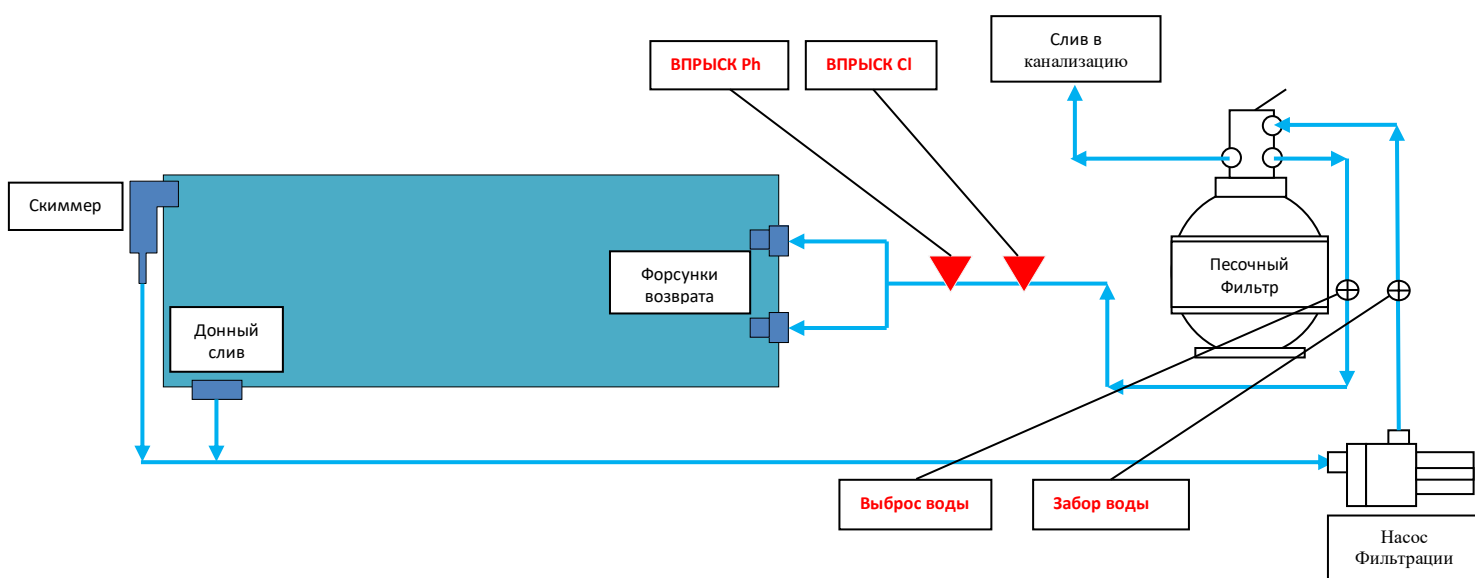 ВПРЫСК Ph
ВПРЫСК Cl
Слив в
канализацию
Скиммер
Форсунки
возврата
Песочный
Фильтр
Донный
слив
Выброс воды
Забор воды
Насос
Фильтрации